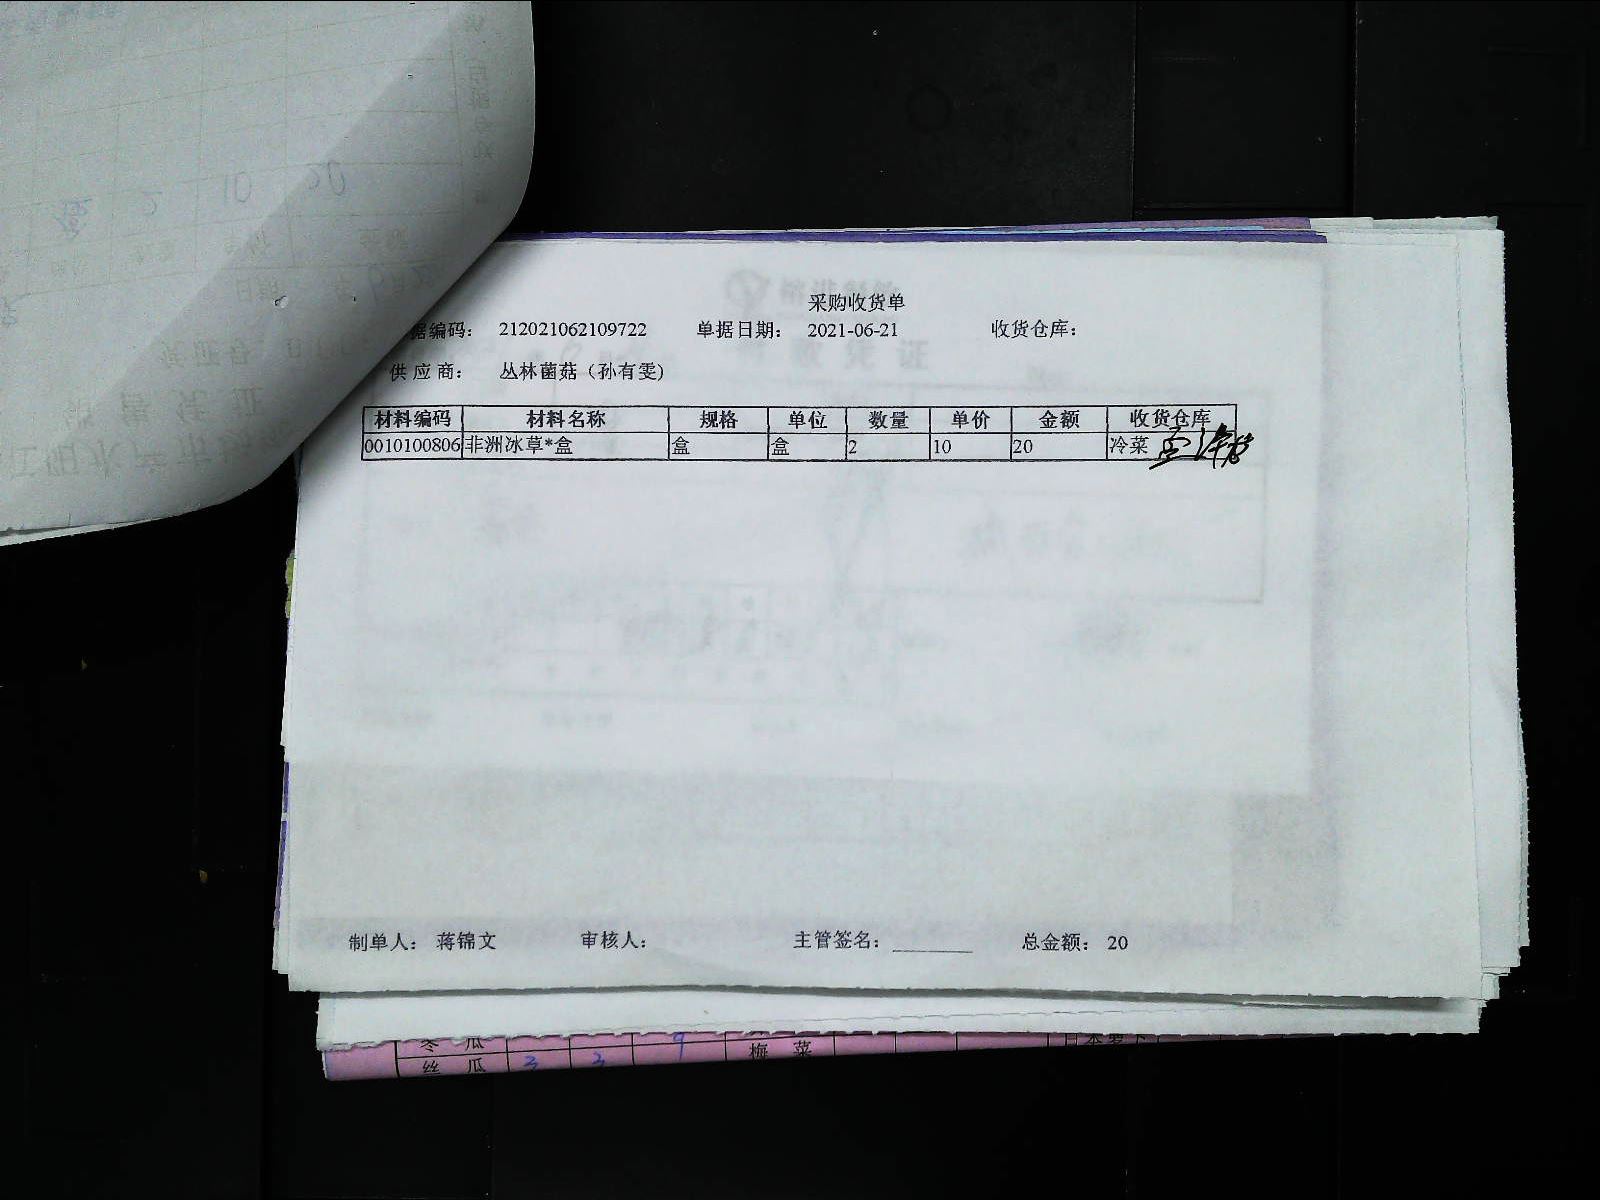 采购收货单
据编码： 212021062109722 单据日期： 2021-06-21 收货仓库：
供应商： 丛林菌菇（孙有雯）
材料编码 材料名称 规格 单位 数量 单价 金额 收货仓库
0010100806 非洲冰草*盒 盒 盒 2 10 20 冷菜
制单人： 蒋锦文 审核人： 主管签名： 总金额： 20
冬 瓜 9
丝 瓜 3 3 梅 菜